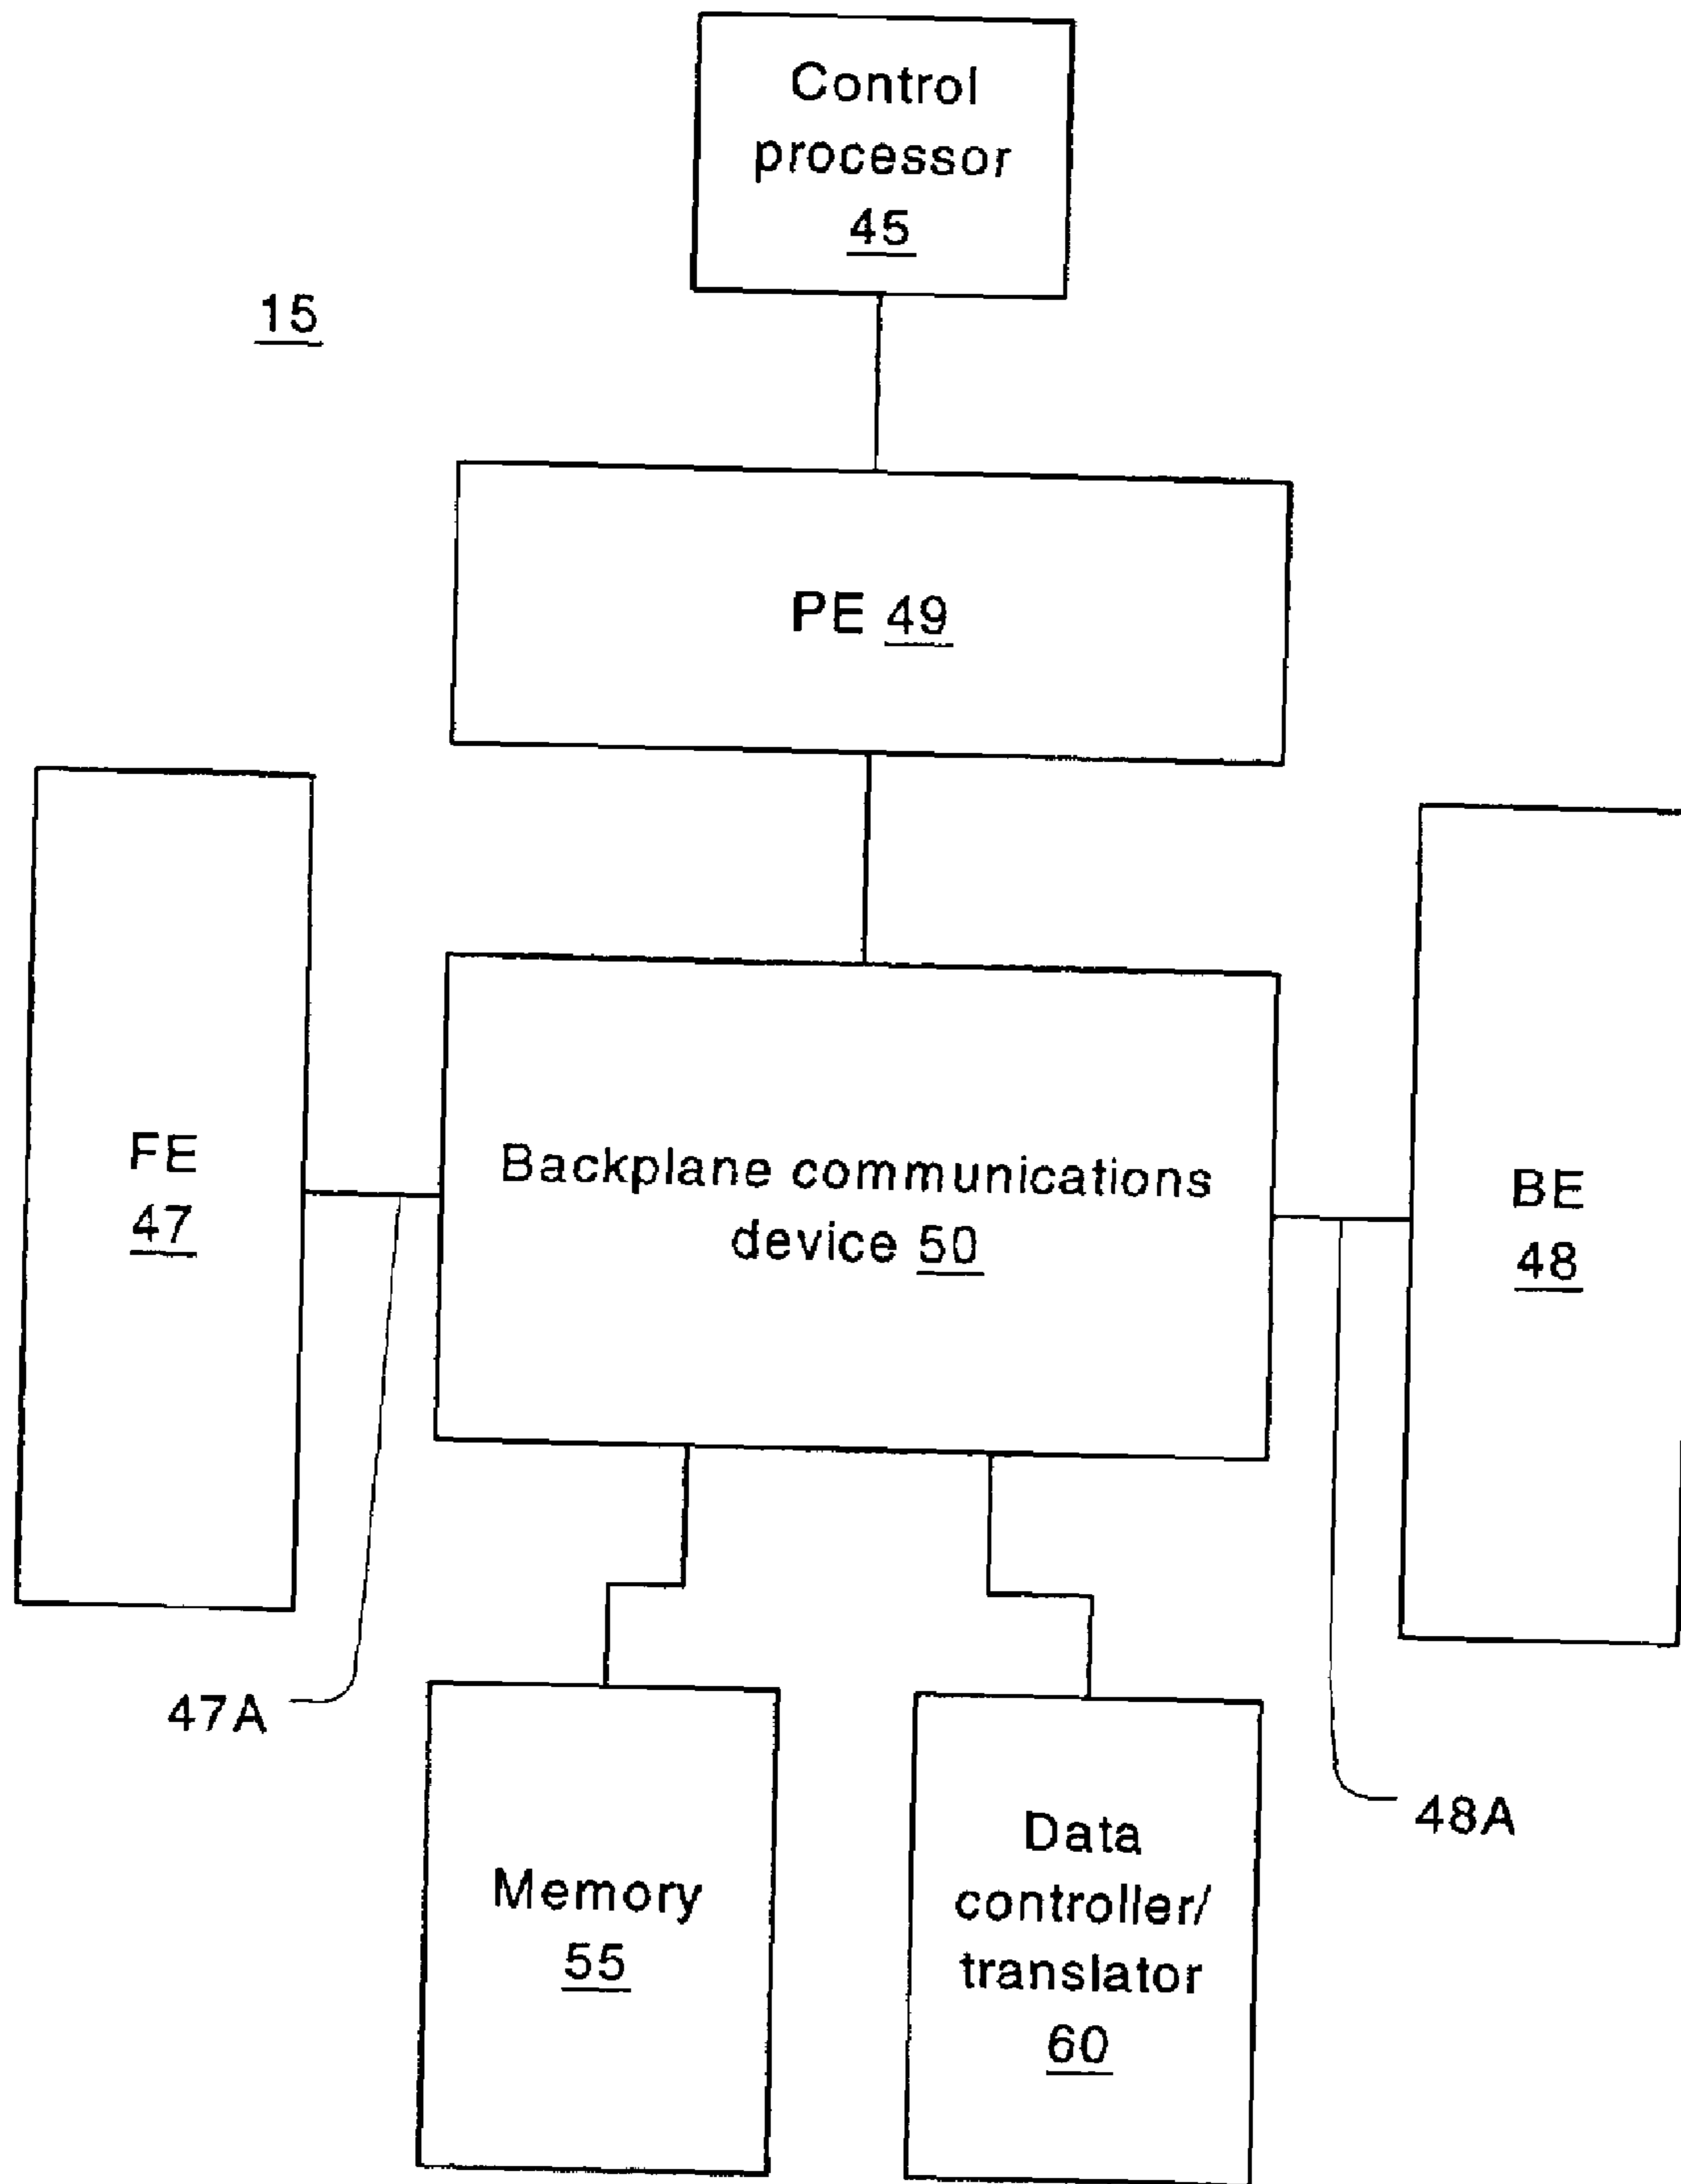 Control
processor
45
15
PE 49
FE
47
Backplane communications
device 50
BE
48
47A
48A
Memory
55
Data
controller/
translator
60